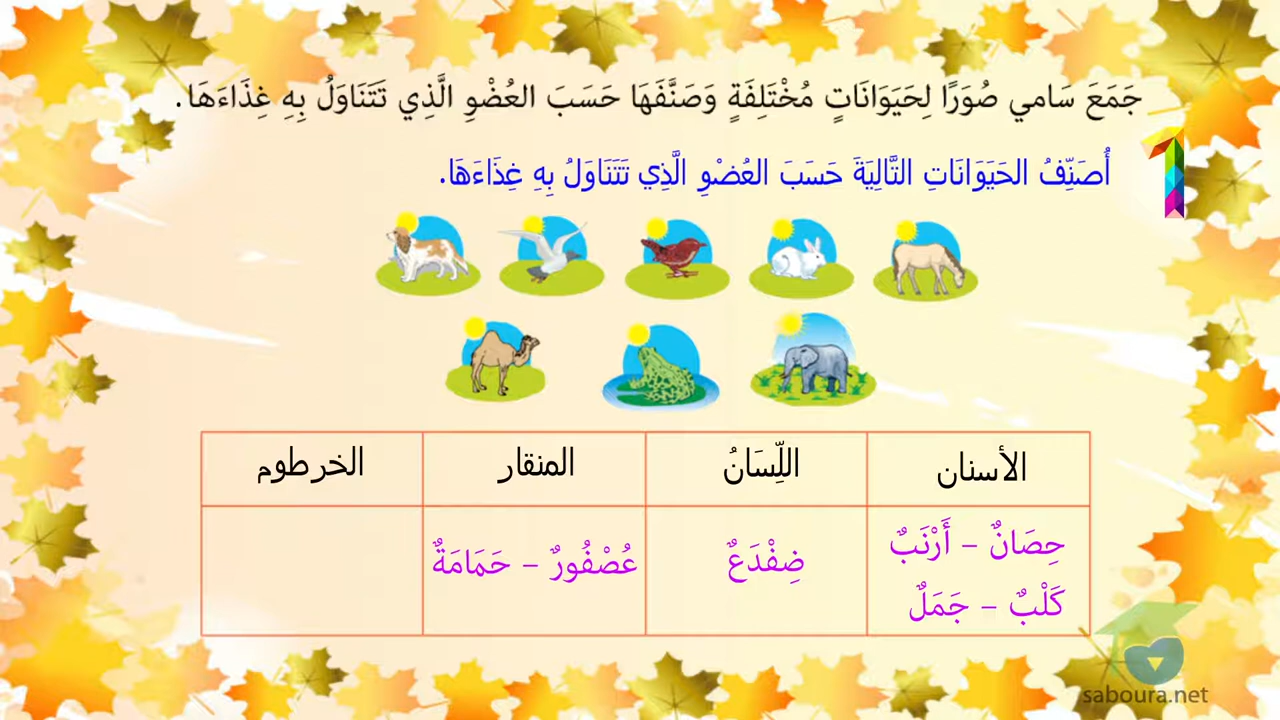 جَمَعَ سَامي صُوَرًا لِحَيَوَانَاتٍ مُخْتَلِفَةٍ وَصَنَّفَهَا حَسَبَ العُضْوِ الَّذِي تَتَنَاوَلُ بِهِ غِذَاءَهَا.
1
أُصَنِّفُ الحَيَوَانَاتِ التَّالِيَةَ حَسَبَ العُضْوِ الَّذِي تَتَنَاوَلُ بِهِ غِذَاءَهَا.
الأسنان
اللِّسَانُ
المنقار
الخرطوم
حِصَانٌ – أَرْنَبٌ
كَلْبٌ – جَمَلٌ
ضِفْدَعٌ
عُصْفُورٌ – حَمَامَةٌ
saboura.net